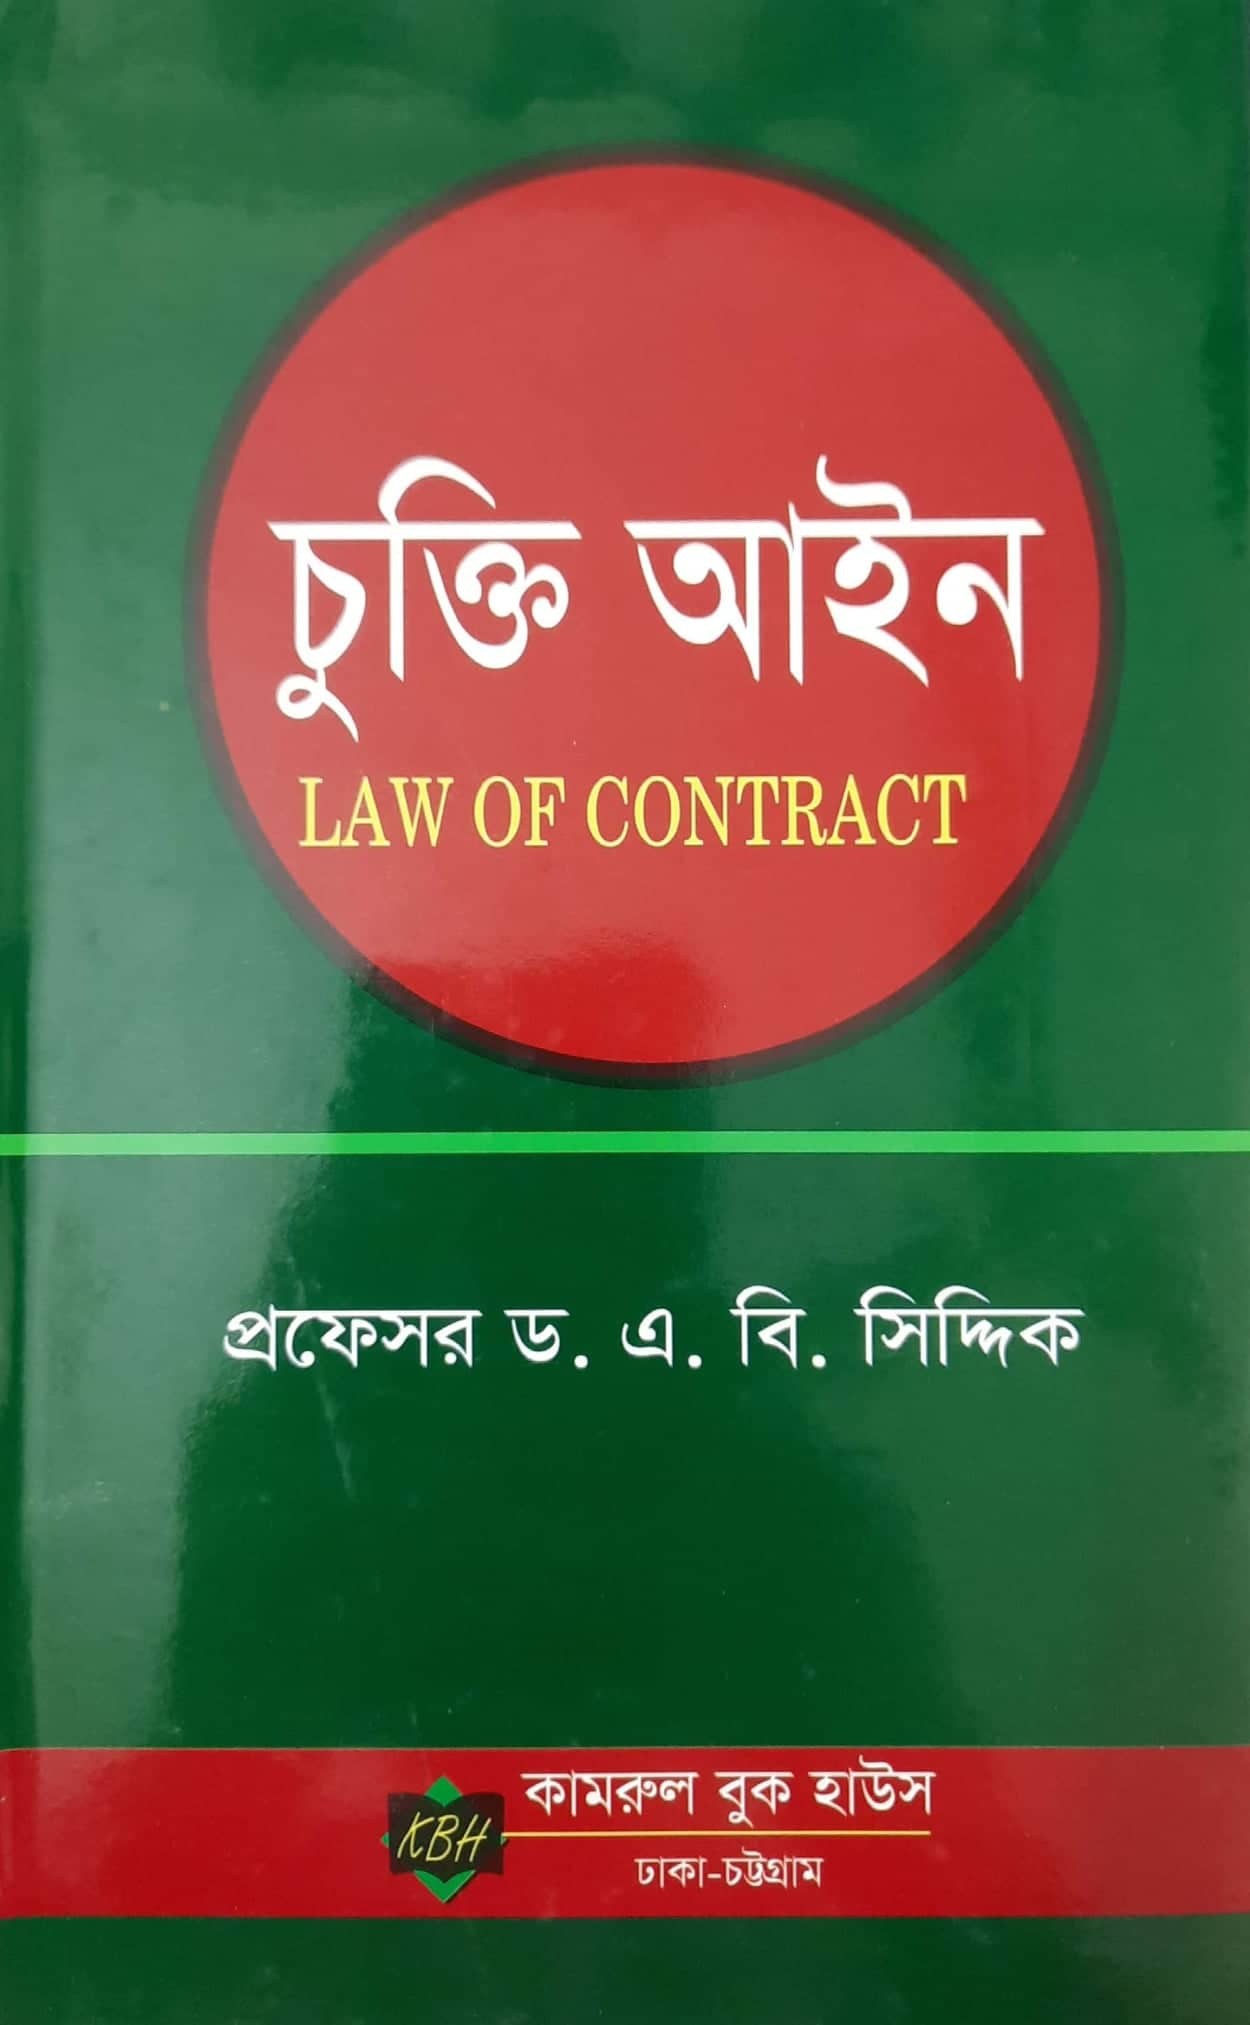 চুক্তি আইন
LAW OF CONTRACT
প্রফেসর ড. এ. বি. সিদ্দিক
KBH
কামরুল বুক হাউস
ঢাকা-চট্টগ্রাম